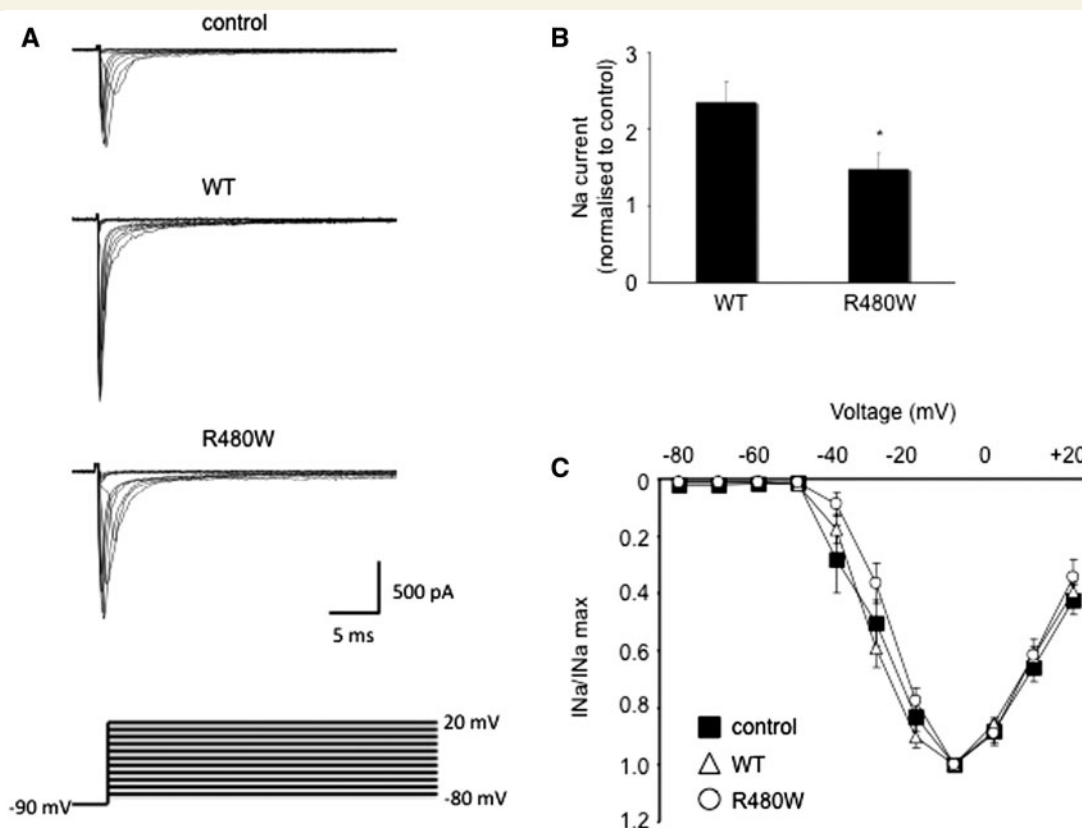 A
control
WT
R480W
500 pA
5 ms
20 mV
-90 mV
-80 mV
B
Na current
(normalised to control)
3
2
1
0
*
WT
R480W
C
Voltage (mV)
-80 -60 -40 -20 0 +20
INa/INa max
0
0.2
0.4
0.6
0.8
1.0
1.2
control
WT
R480W